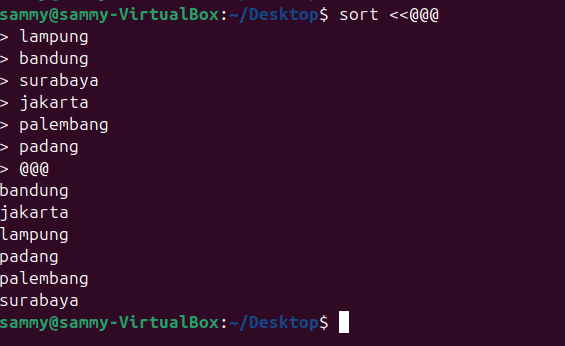 sammy@sammy-VirtualBox:~/Desktop$ sort <<@@@
> lampung
> bandung
> surabaya
> jakarta
> palembang
> padang
> @@@
bandung
jakarta
lampung
padang
palembang
surabaya
sammy@sammy-VirtualBox:~/Desktop$